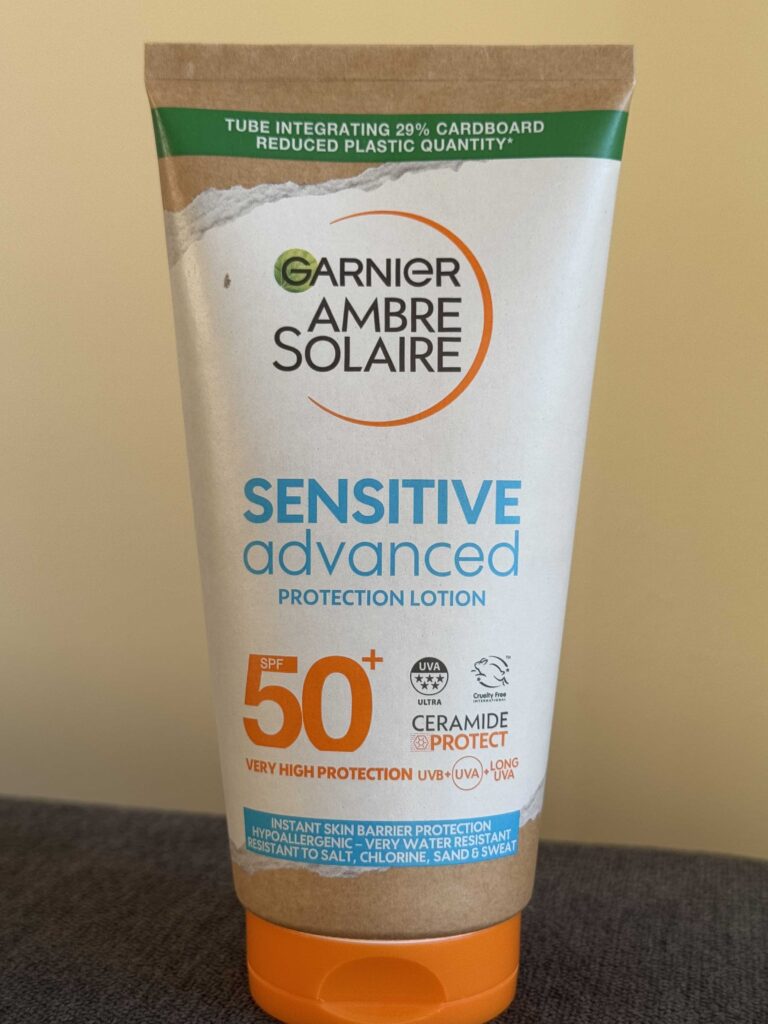 TUBE INTEGRATING 29% CARDBOARD
REDUCED PLASTIC QUANTITY*
GARNIER
AMBRE
SOLAIRE
SENSITIVE
advanced
PROTECTION LOTION
SPF
50+
UVA
ULTRA
Cruelty Free
INTERNATIONAL
TM
CERAMIDE
PROTECT
VERY HIGH PROTECTION UVB+UVA+LONG UVA
INSTANT SKIN BARRIER PROTECTION
HYPOALLERGENIC – VERY WATER RESISTANT
RESISTANT TO SALT, CHLORINE, SAND & SWEAT